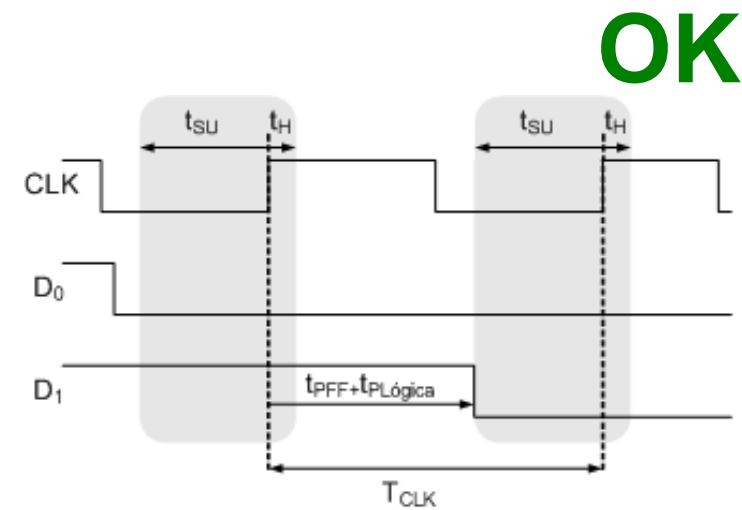 OK
tSU tH tSU tH
CLK
D0
D1
tPFF+tPLógica
TCLK